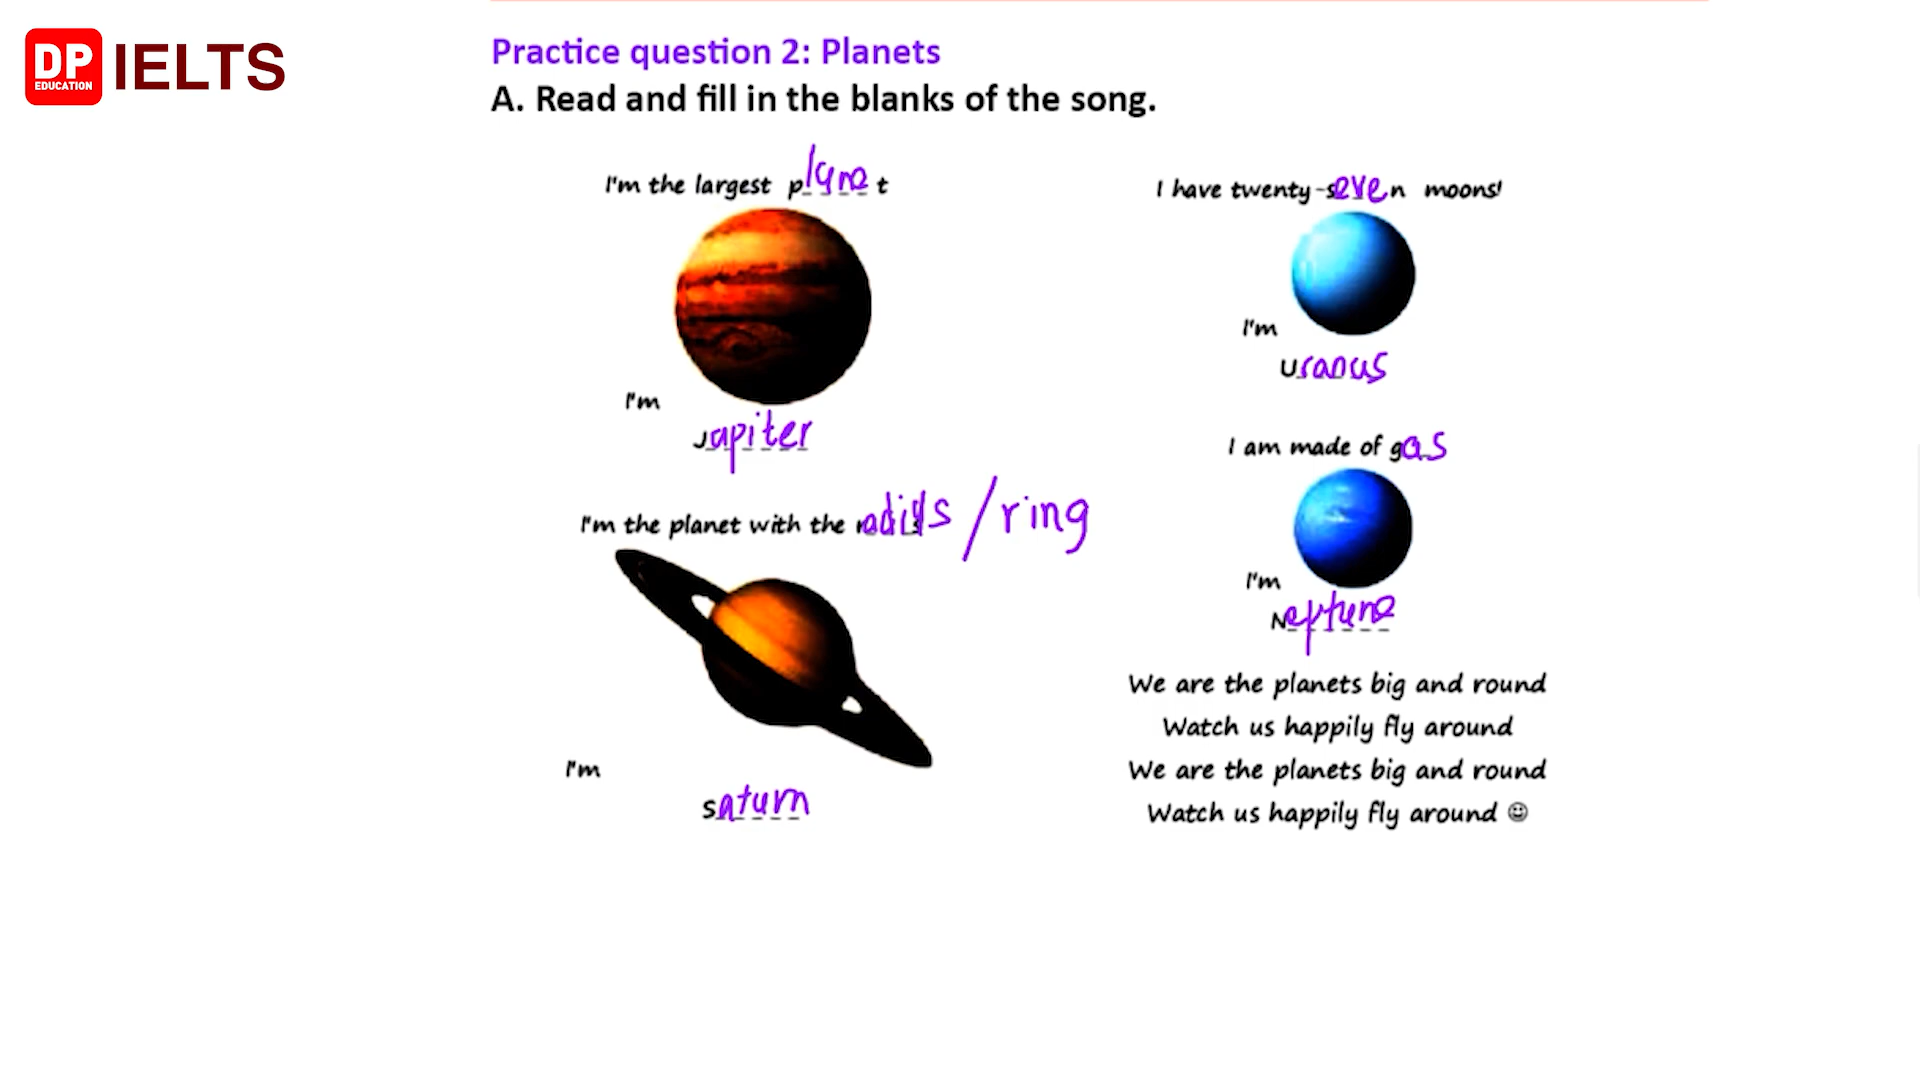 DP
EDUCATION
IELTS
Practice question 2: Planets
A. Read and fill in the blanks of the song.
I'm the largest planet
I'm
Japiter
I'm the planet with the radius / ring
I'm
Saturn
I have twenty-seven moons!
I'm
Uranus
I am made of gas
I'm
Neptune
We are the planets big and round
Watch us happily fly around
We are the planets big and round
Watch us happily fly around ☺